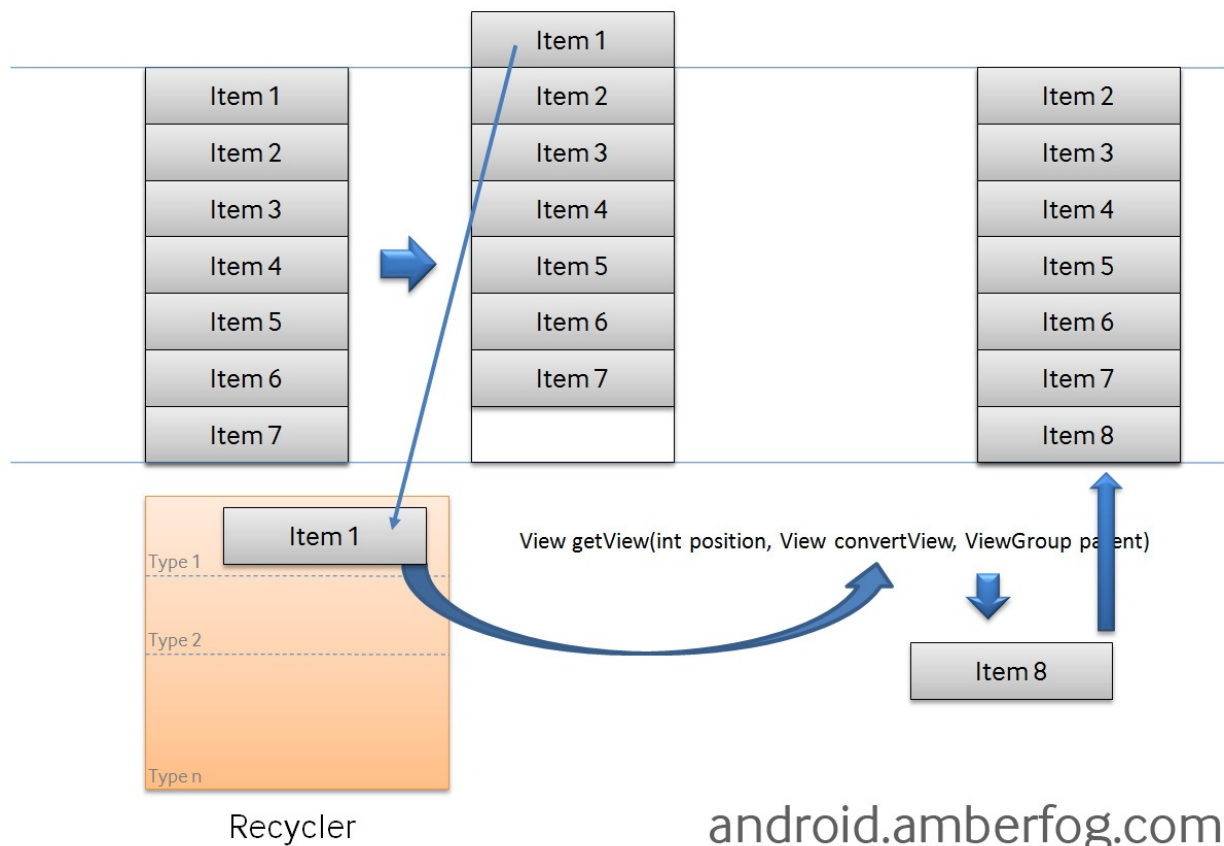 Item 1
Item 2
Item 3
Item 4
Item 5
Item 6
Item 7
Item 1
Item 2
Item 3
Item 4
Item 5
Item 6
Item 7
Item 2
Item 3
Item 4
Item 5
Item 6
Item 7
Item 8
Item 1
Type 1
Type 2
Type n
Recycler
View getView(int position, View convertView, ViewGroup parent)
Item 8
android.amberfog.com